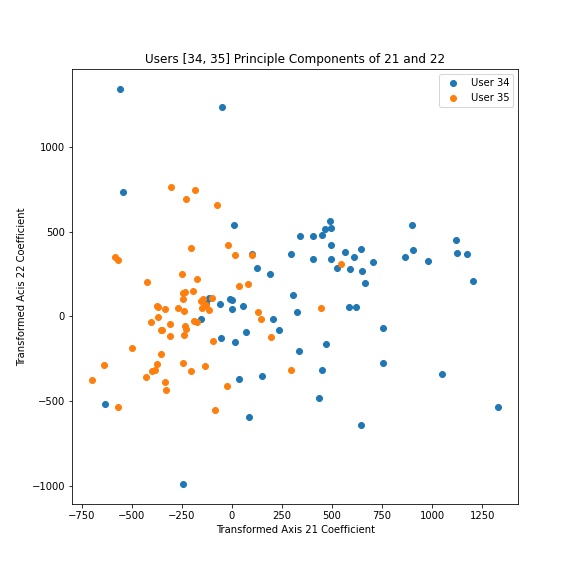 Users [34, 35] Principle Components of 21 and 22
User 34
User 35
Transformed Acis 22 Coefficient
1000
500
0
−500
−1000
−750
−500
−250
0
250
500
750
1000
1250
Transformed Axis 21 Coefficient